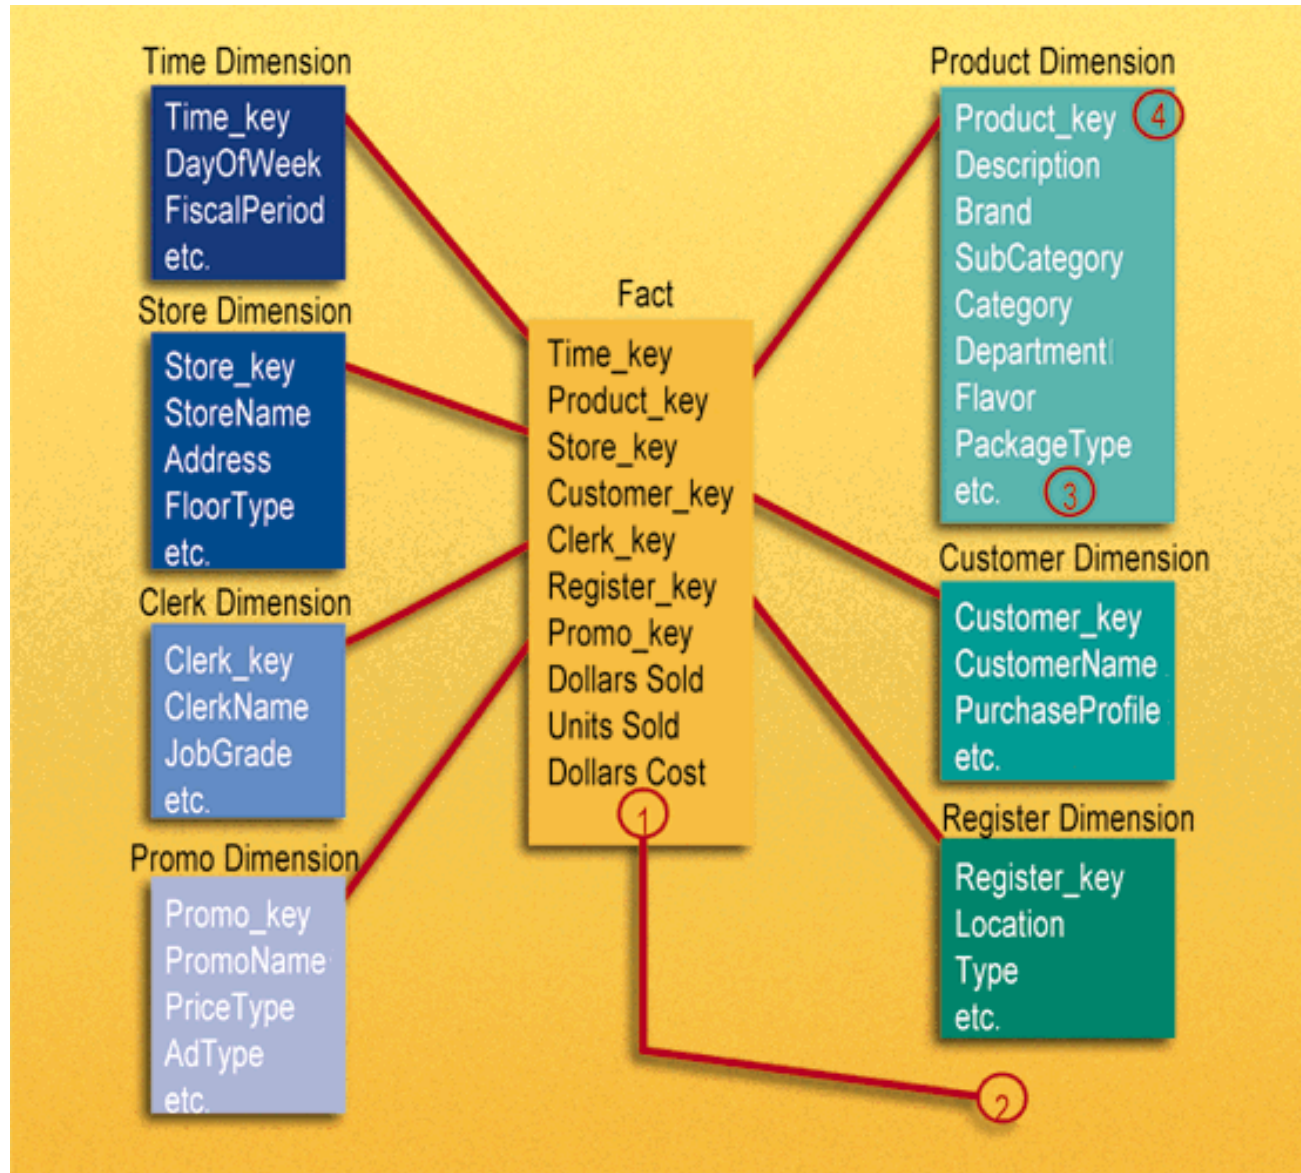 Time Dimension
Time_key
DayOfWeek
FiscalPeriod
etc.
Store Dimension
Store_key
StoreName
Address
FloorType
etc.
Clerk Dimension
Clerk_key
ClerkName
JobGrade
etc.
Promo Dimension
Promo_key
PromoName
PriceType
AdType
etc.
Fact
Time_key
Product_key
Store_key
Customer_key
Clerk_key
Register_key
Promo_key
Dollars Sold
Units Sold
Dollars Cost
1
Product Dimension
Product_key 4
Description
Brand
SubCategory
Category
Department
Flavor
PackageType
etc. 3
Customer Dimension
Customer_key
CustomerName
PurchaseProfile
etc.
Register Dimension
Register_key
Location
Type
etc.
2